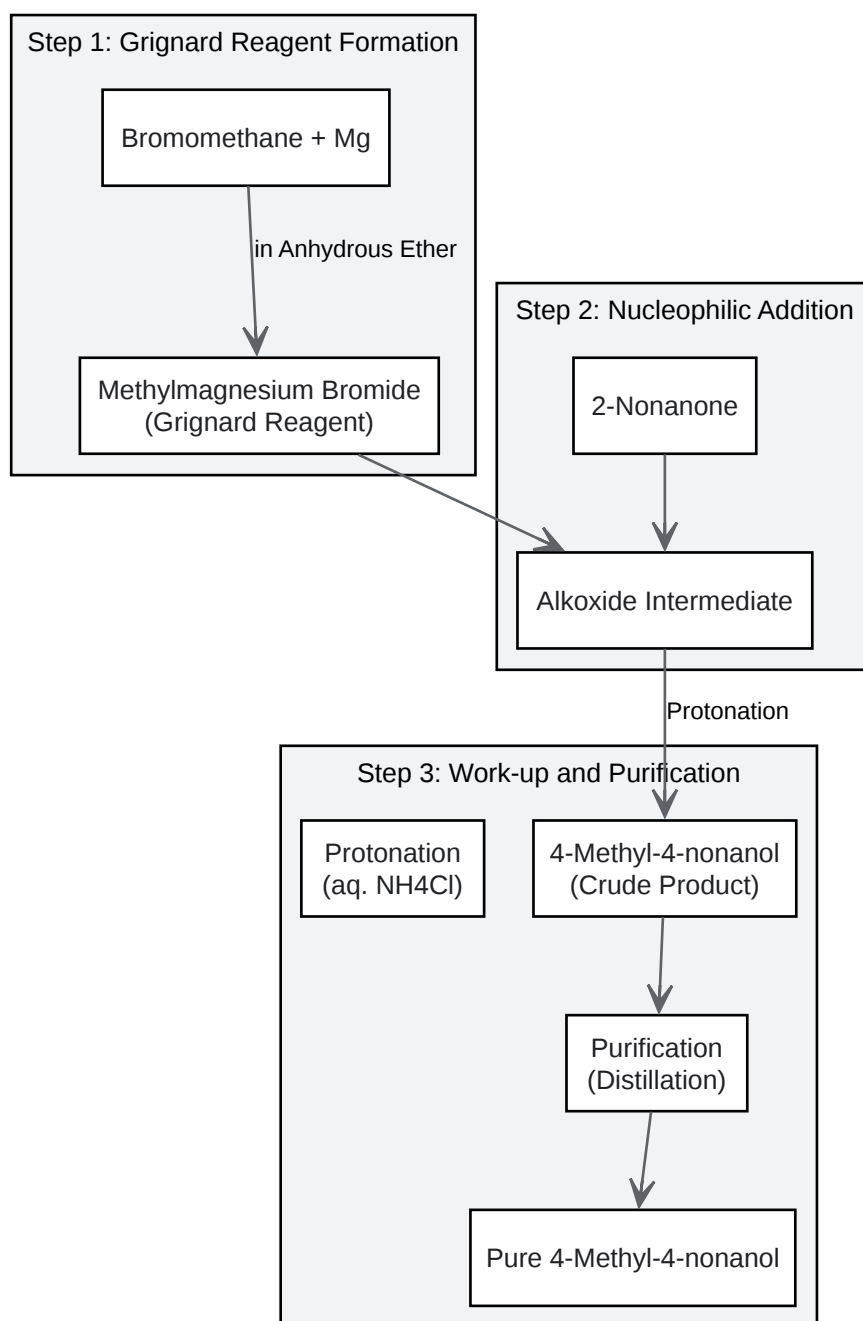 Step 1: Grignard Reagent Formation
Bromomethane + Mg
in Anhydrous Ether
Methylmagnesium Bromide
(Grignard Reagent)
Step 2: Nucleophilic Addition
2-Nonanone
Alkoxide Intermediate
Protonation
Step 3: Work-up and Purification
Protonation
(aq. NH4Cl)
4-Methyl-4-nonanol
(Crude Product)
Purification
(Distillation)
Pure 4-Methyl-4-nonanol